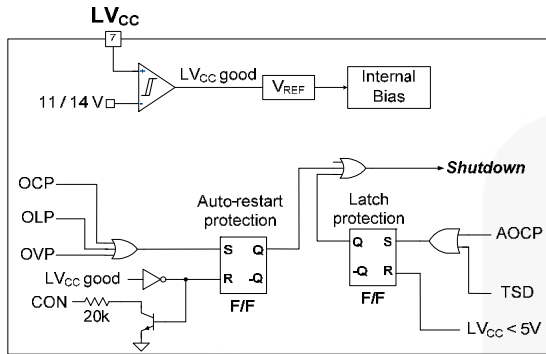 LVCC
7
LVCC good
11 / 14 V
VREF
Internal
Bias
Shutdown
OCP
OLP
OVP
Auto-restart
protection
Latch
protection
S Q
R -Q
F/F
Q S
-Q R
F/F
AOCP
TSD
LVCC < 5V
LVCC good
CON
20k